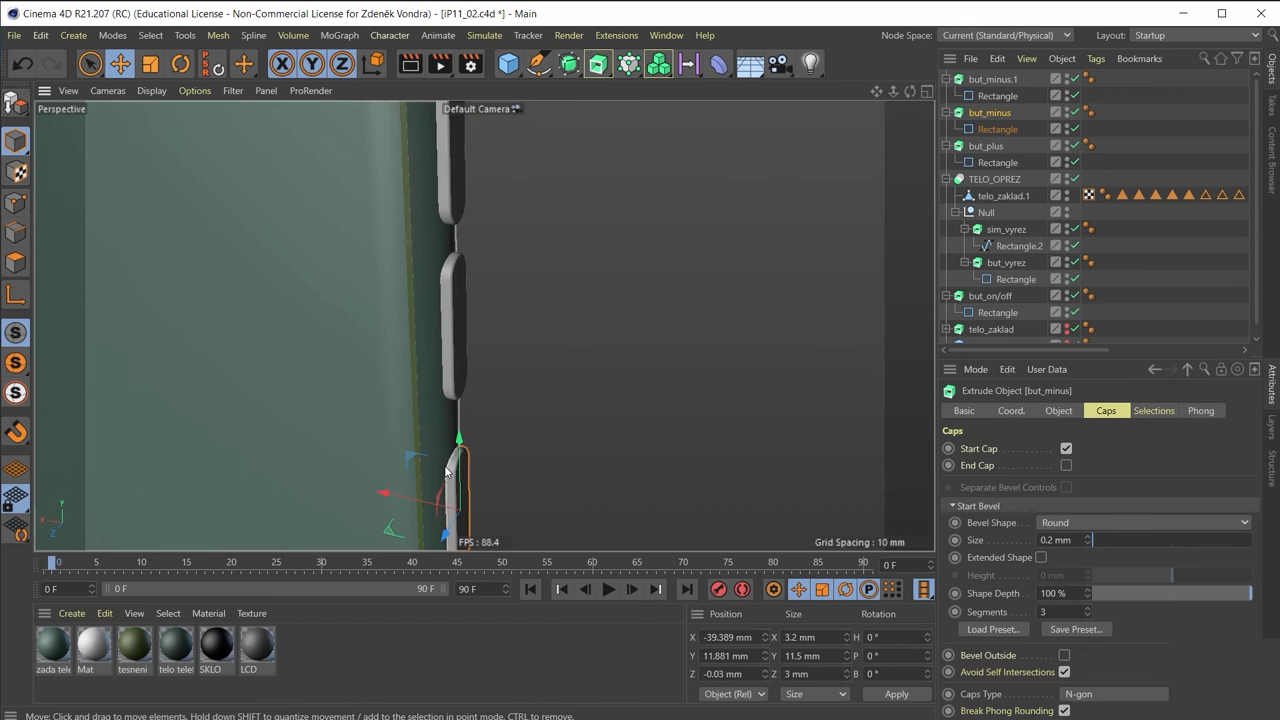 Cinema 4D R21.207 (RC) (Educational License - Non-Commercial License for Zdeněk Vondra) - [iP11_02.c4d *] - Main
File Edit Create Modes Select Tools Mesh Spline Volume MoGraph Character Animate Simulate Tracker Render Extensions Window Help Node Space: Current (Standard/Physical) Layout: Startup
PSR
X Y Z
View Cameras Display Options Filter Panel ProRender
File Edit View Object Tags Bookmarks
Perspective
Default Camera
but_minus.1
Rectangle
but_minus
Rectangle
but_plus
Rectangle
TELO_OPREZ
telo_zaklad.1
Null
sim_vyrez
Rectangle.2
but_vyrez
Rectangle
but_on/off
Rectangle
telo_zaklad
Objects
Takes
Content Browser
Attributes
Layers
Structure
Mode Edit User Data
Extrude Object [but_minus]
Basic Coord. Object Caps Selections Phong
Caps
Start Cap
End Cap
Separate Bevel Controls
Start Bevel
Bevel Shape Round
Size 0.2 mm
Extended Shape
Height 0 mm
Shape Depth 100 %
Segments 3
Load Preset... Save Preset...
Bevel Outside
Avoid Self Intersections
Caps Type N-gon
Break Phong Rounding
Y
X
Z
FPS : 88.4
Grid Spacing : 10 mm
0 5 10 15 20 25 30 35 40 45 50 55 60 65 70 75 80 85 90 0 F
0 F 0 F 90 F 90 F
Create Edit View Select Material Texture
zada tele Mat tesneni telo telef SKLO LCD
Position Size Rotation
X -39.389 mm X 3.2 mm H 0 °
Y 11.881 mm Y 11.5 mm P 0 °
Z -0.03 mm Z 3 mm B 0 °
Object (Rel) Size Apply
Move: Click and drag to move elements. Hold down SHIFT to quantize movement / add to the selection in point mode, CTRL to remove.